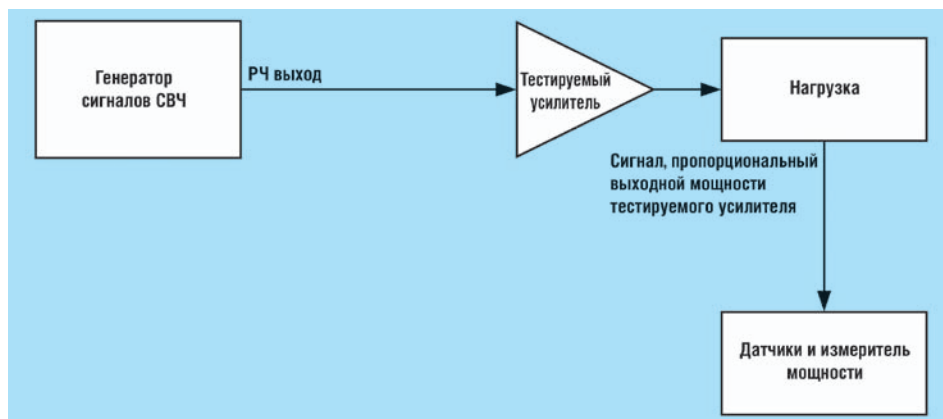 Генератор
сигналов СВЧ
РЧ выход
Тестируемый
усилитель
Нагрузка
Сигнал, пропорциональный
выходной мощности
тестируемого усилителя
Датчики и измеритель
мощности